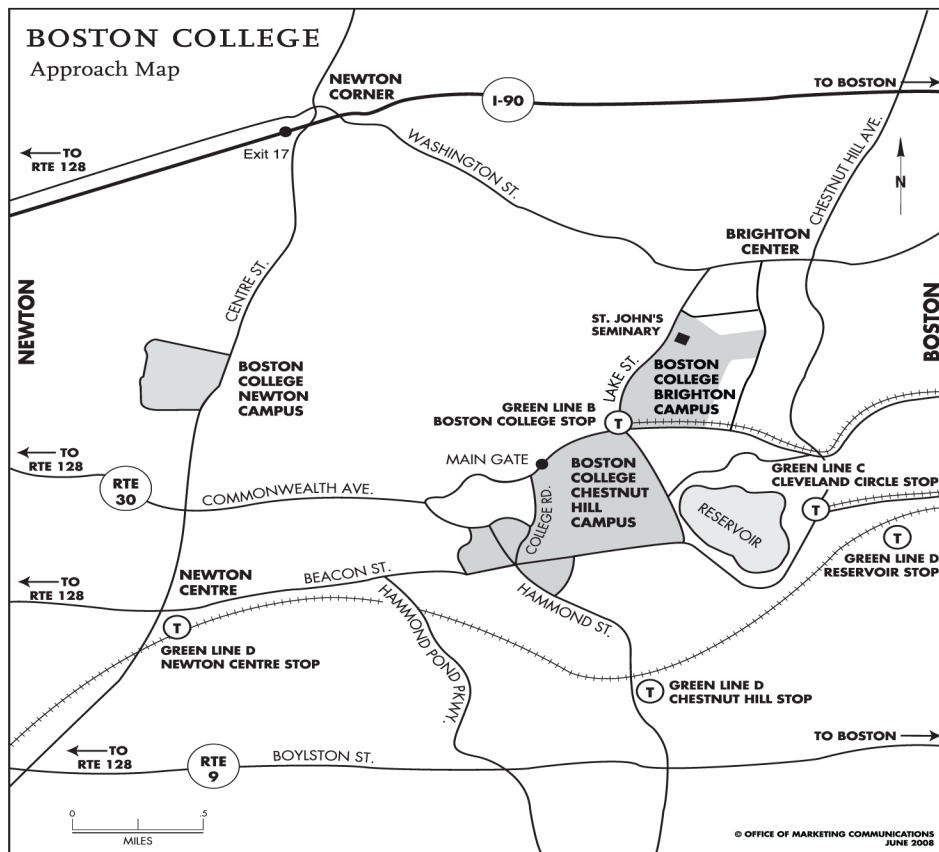 BOSTON COLLEGE
Approach Map
NEWTON
CORNER
I-90
TO BOSTON
Exit 17
TO
RTE 128
WASHINGTON ST.
CHESTNUT HILL AVE.
N
BRIGHTON
CENTER
CENTRE ST.
NEWTON
BOSTON
ST. JOHN'S
SEMINARY
LAKE ST.
BOSTON
COLLEGE
NEWTON
CAMPUS
BOSTON
COLLEGE
BRIGHTON
CAMPUS
GREEN LINE B
BOSTON COLLEGE STOP
T
MAIN GATE
TO
RTE 128
RTE
30
COMMONWEALTH AVE.
BOSTON
COLLEGE
CHESTNUT
HILL
CAMPUS
COLLEGE RD.
RESERVOIR
GREEN LINE C
CLEVELAND CIRCLE STOP
T
T
GREEN LINE D
RESERVOIR STOP
TO
RTE 128
NEWTON
CENTRE
BEACON ST.
HAMMOND POND PKWY.
HAMMOND ST.
T
GREEN LINE D
NEWTON CENTRE STOP
T
GREEN LINE D
CHESTNUT HILL STOP
TO
RTE 128
RTE
9
BOYLSTON ST.
TO BOSTON
0 .5
MILES
© OFFICE OF MARKETING COMMUNICATIONS
JUNE 2008